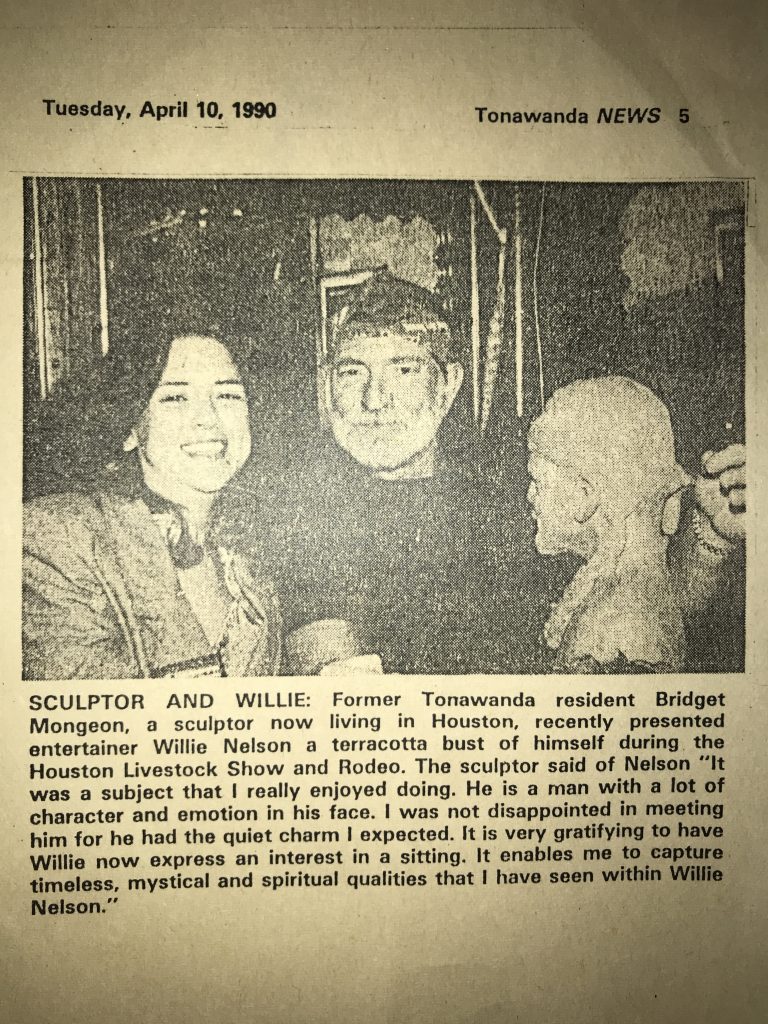 Tuesday, April 10, 1990
Tonawanda NEWS 5
SCULPTOR AND WILLIE: Former Tonawanda resident Bridget
Mongeon, a sculptor now living in Houston, recently presented
entertainer Willie Nelson a terracotta bust of himself during the
Houston Livestock Show and Rodeo. The sculptor said of Nelson "It
was a subject that I really enjoyed doing. He is a man with a lot of
character and emotion in his face. I was not disappointed in meeting
him for he had the quiet charm I expected. It is very gratifying to have
Willie now express an interest in a sitting. It enables me to capture
timeless, mystical and spiritual qualities that I have seen within Willie
Nelson."